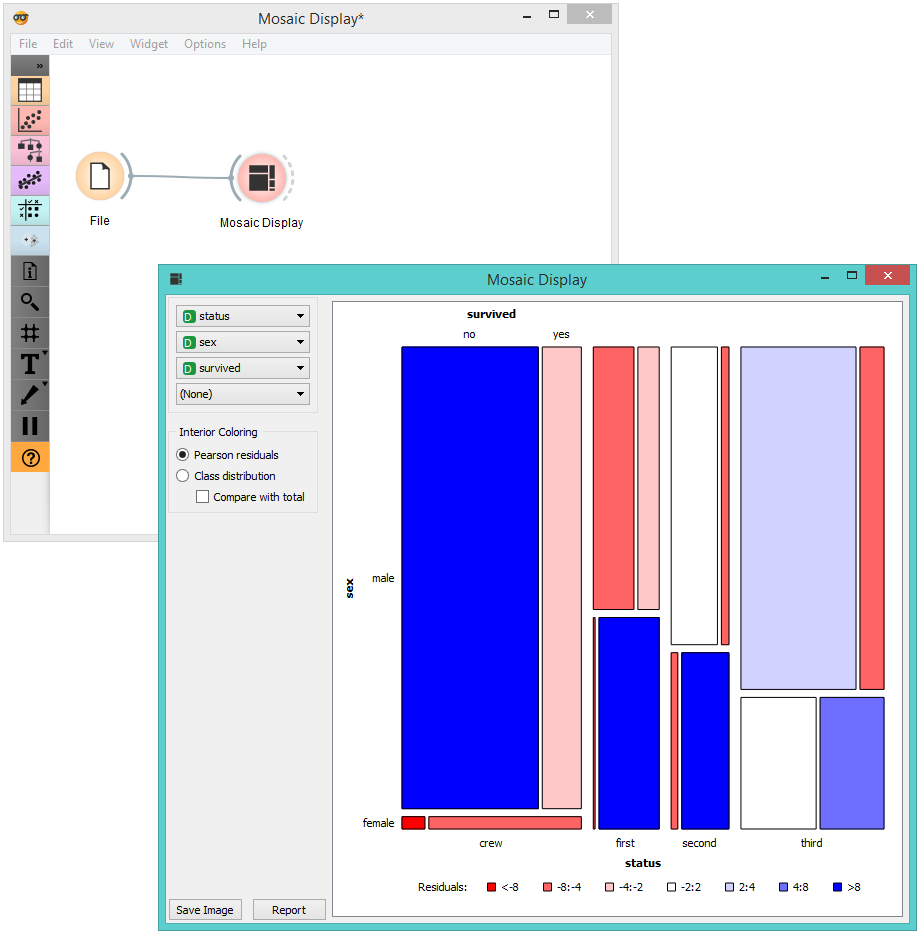 Mosaic Display*
File Edit View Widget Options Help
»
File
Mosaic Display
T
?
Mosaic Display
D status
D sex
D survived
(None)
Interior Coloring
Pearson residuals
Class distribution
Compare with total
Save Image
Report
survived
no yes
sex
male
female
crew first second third
status
Residuals: <-8 -8:-4 -4:-2 -2:2 2:4 4:8 >8